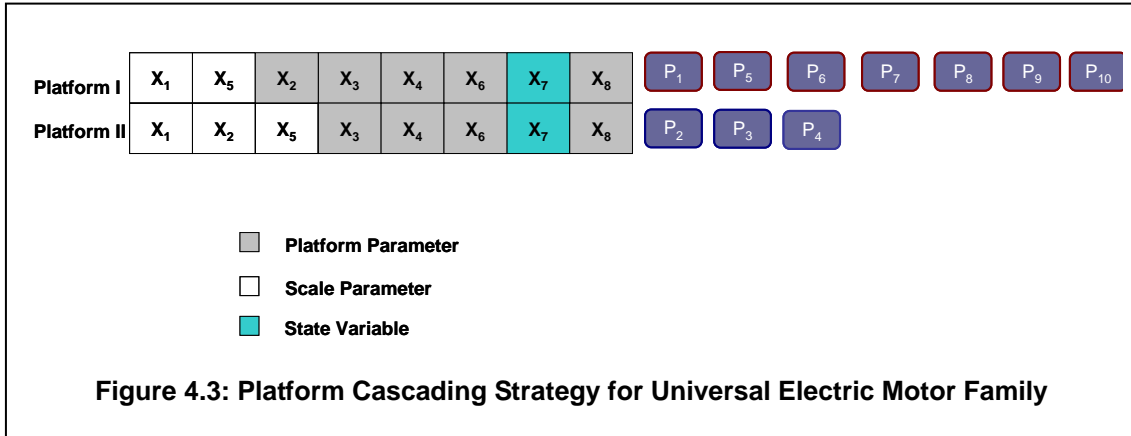 Platform I X₁ X₅ X₂ X₃ X₄ X₆ X₇ X₈ P₁ P₅ P₆ P₇ P₈ P₉ P₁₀
Platform II X₁ X₂ X₅ X₃ X₄ X₆ X₇ X₈ P₂ P₃ P₄
Platform Parameter
Scale Parameter
State Variable
Figure 4.3: Platform Cascading Strategy for Universal Electric Motor Family